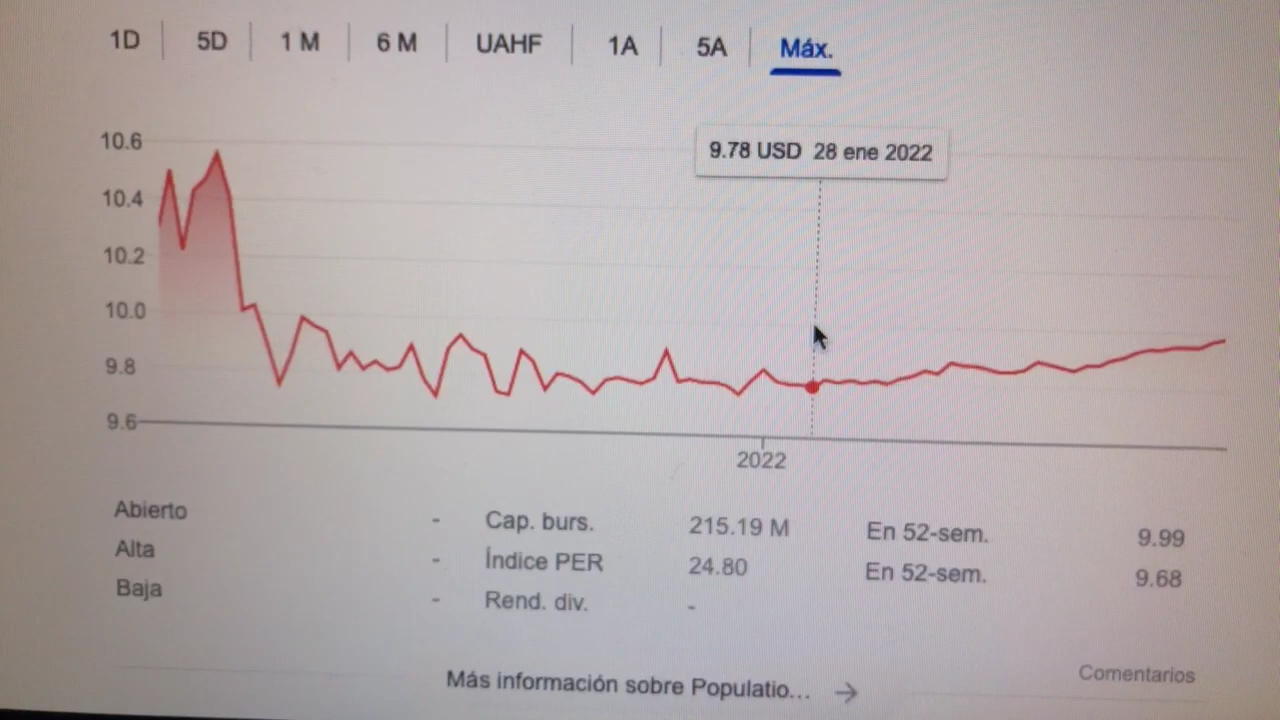 1D 5D 1 M 6 M UAHF 1A 5A Máx.
9.78 USD 28 ene 2022
10.6
10.4
10.2
10.0
9.8
9.6
2022
Abierto - Cap. burs. 215.19 M En 52-sem. 9.99
Alta - Índice PER 24.80 En 52-sem. 9.68
Baja - Rend. div. -
Más información sobre Populatio... →
Comentarios